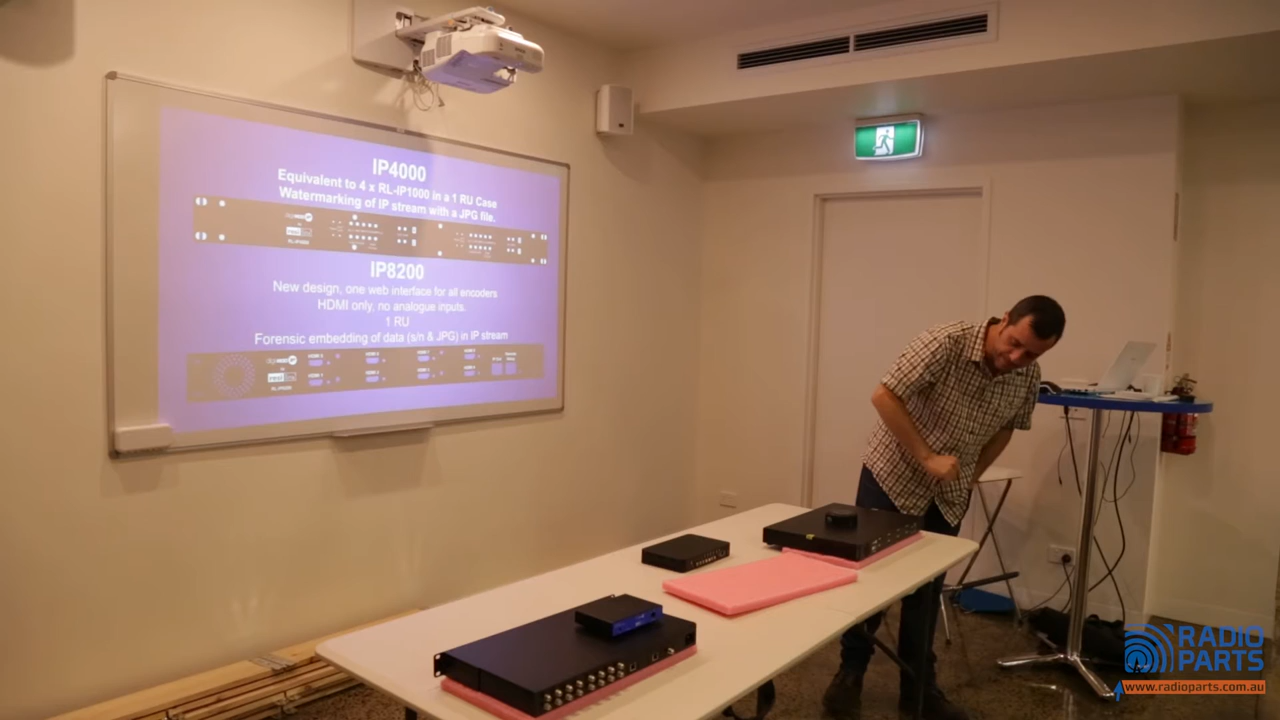 IP4000
Equivalent to 4 x RL-IP1000 in a 1 RU Case
Watermarking of IP stream with a JPG file.
RL-IP4000
IP8200
New design, one web interface for all encoders
HDMI only, no analogue inputs.
1 RU
Forensic embedding of data (s/n & JPG) in IP stream
RADIO
PARTS
www.radioparts.com.au